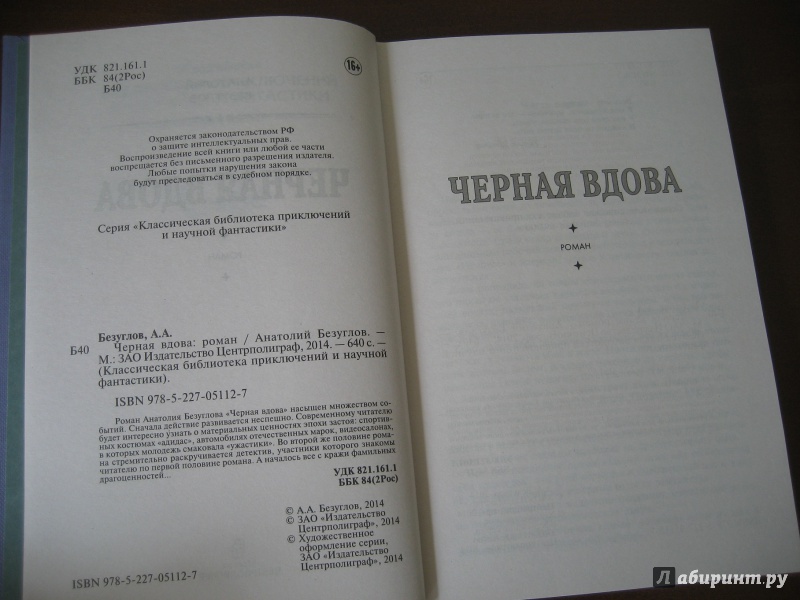 УДК 821.161.1
ББК 84(2Рос)
Б40
16+
Охраняется законодательством РФ
о защите интеллектуальных прав.
Воспроизведение всей книги или любой ее части
воспрещается без письменного разрешения издателя.
Любые попытки нарушения закона
будут преследоваться в судебном порядке.
Серия «Классическая библиотека приключений
и научной фантастики»
Безуглов, А.А.
Б40 Черная вдова: роман / Анатолий Безуглов. —
М.: ЗАО Издательство Центрполиграф, 2014. — 640 с. —
(Классическая библиотека приключений и научной
фантастики).
ISBN 978-5-227-05112-7
Роман Анатолия Безуглова «Черная вдова» насыщен множеством со-
бытий. Сначала действие развивается неспешно. Современному читателю
будет интересно узнать о материальных ценностях эпохи застоя: спортив-
ных костюмах «адидас», автомобилях отечественных марок, видеосалонах,
в которых молодежь смаковала «ужастики». Во второй же половине рома-
на стремительно раскручивается детектив, участники которого знакомы
читателю по первой половине романа. А началось все с кражи фамильных
драгоценностей...
УДК 821.161.1
ББК 84(2Рос)
© А.А. Безуглов, 2014
© ЗАО «Издательство
Центрполиграф», 2014
© Художественное
оформление серии,
ЗАО «Издательство
Центрполиграф», 2014
ISBN 978-5-227-05112-7
ЧЕРНАЯ ВДОВА
РОМАН
Лабиринт.ру